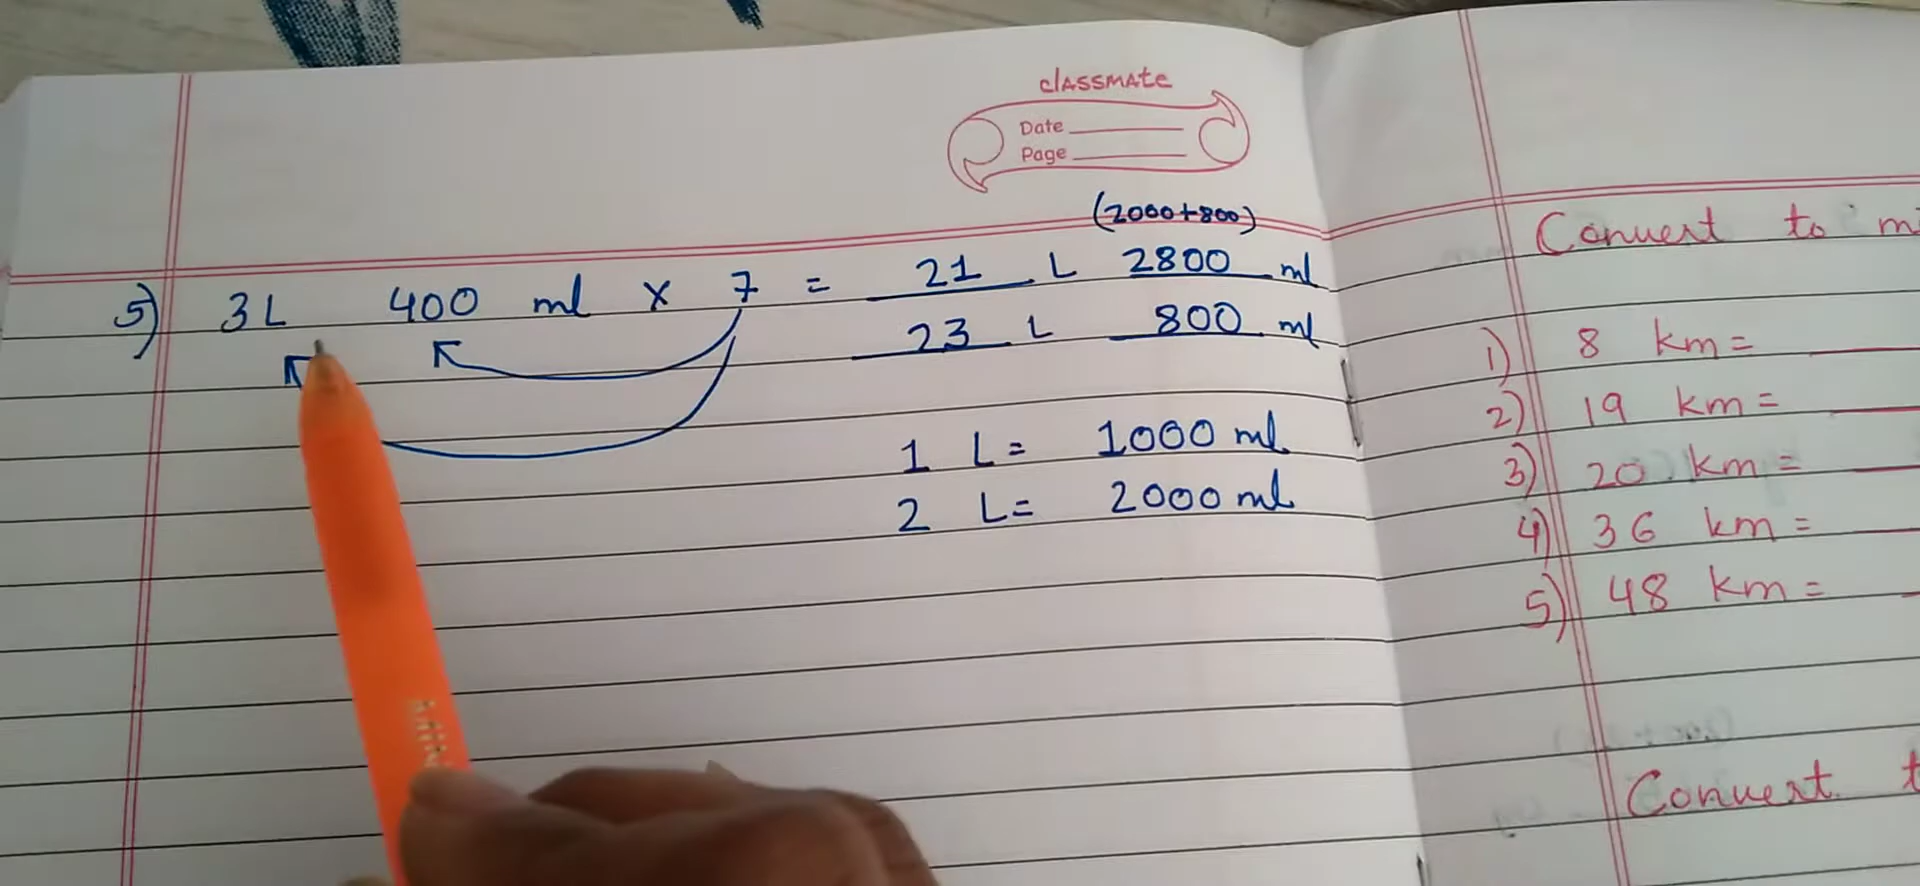 classmate
Date
Page
(2000+800)
5) 3L 400 ml x 7 = 21 L 2800 ml
23 L 800 ml
1 L = 1000 ml
2 L = 2000 ml
Convert to
1) 8 km =
2) 19 km =
3) 20 km =
4) 36 km =
5) 48 km =
Convert